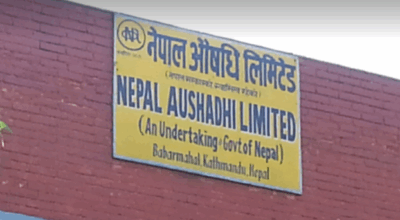 नेपाल औषधि लिमिटेड
NEPAL AUSHADHI LIMITED
(An Undertaking of Govt of Nepal)
Babarmahal, Kathmandu, Nepal